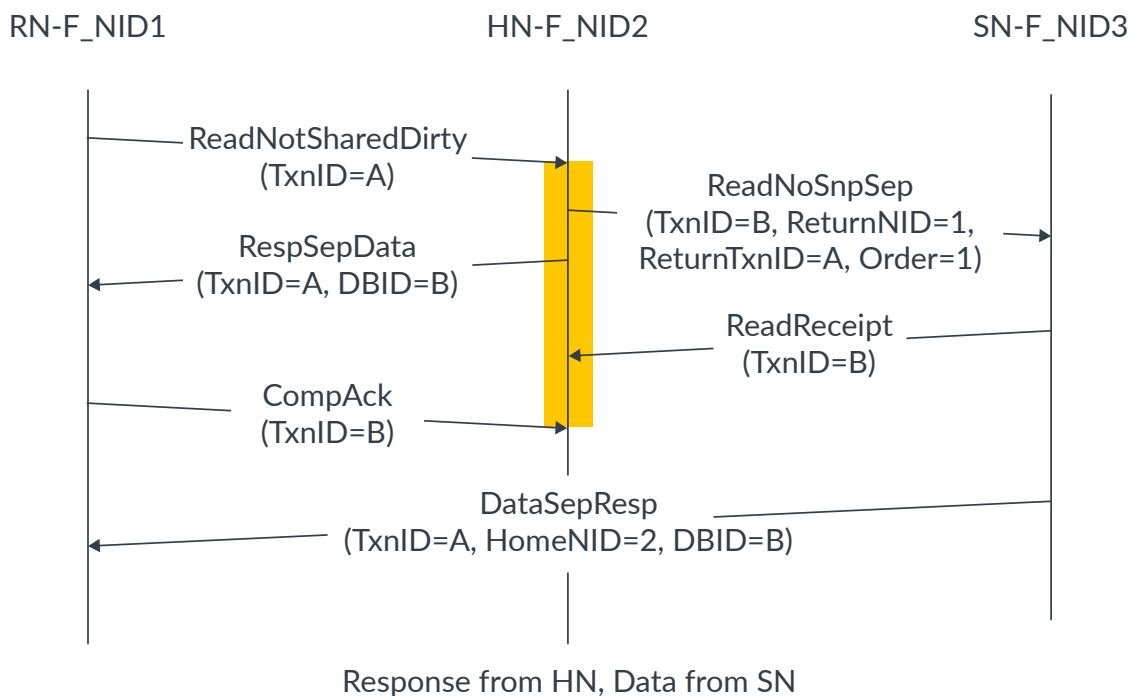 RN-F_NID1
HN-F_NID2
SN-F_NID3
ReadNotSharedDirty
(TxnID=A)
ReadNoSnpSep
(TxnID=B, ReturnNID=1,
ReturnTxnID=A, Order=1)
RespSepData
(TxnID=A, DBID=B)
ReadReceipt
(TxnID=B)
CompAck
(TxnID=B)
DataSepResp
(TxnID=A, HomeNID=2, DBID=B)
Response from HN, Data from SN